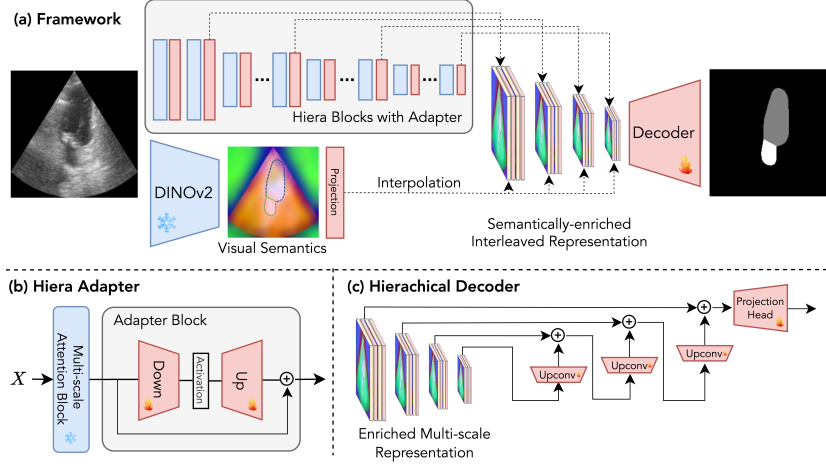 (a) Framework
Hiera Blocks with Adapter
... ... ...
DINOv2
Visual Semantics
Projection
Interpolation
Semantically-enriched
Interleaved Representation
Decoder
(b) Hiera Adapter
X
Multi-scale
Attention Block
Adapter Block
Down
Activation
Up
(c) Hierachical Decoder
Upconv
Upconv
Upconv
Projection
Head
Enriched Multi-scale
Representation